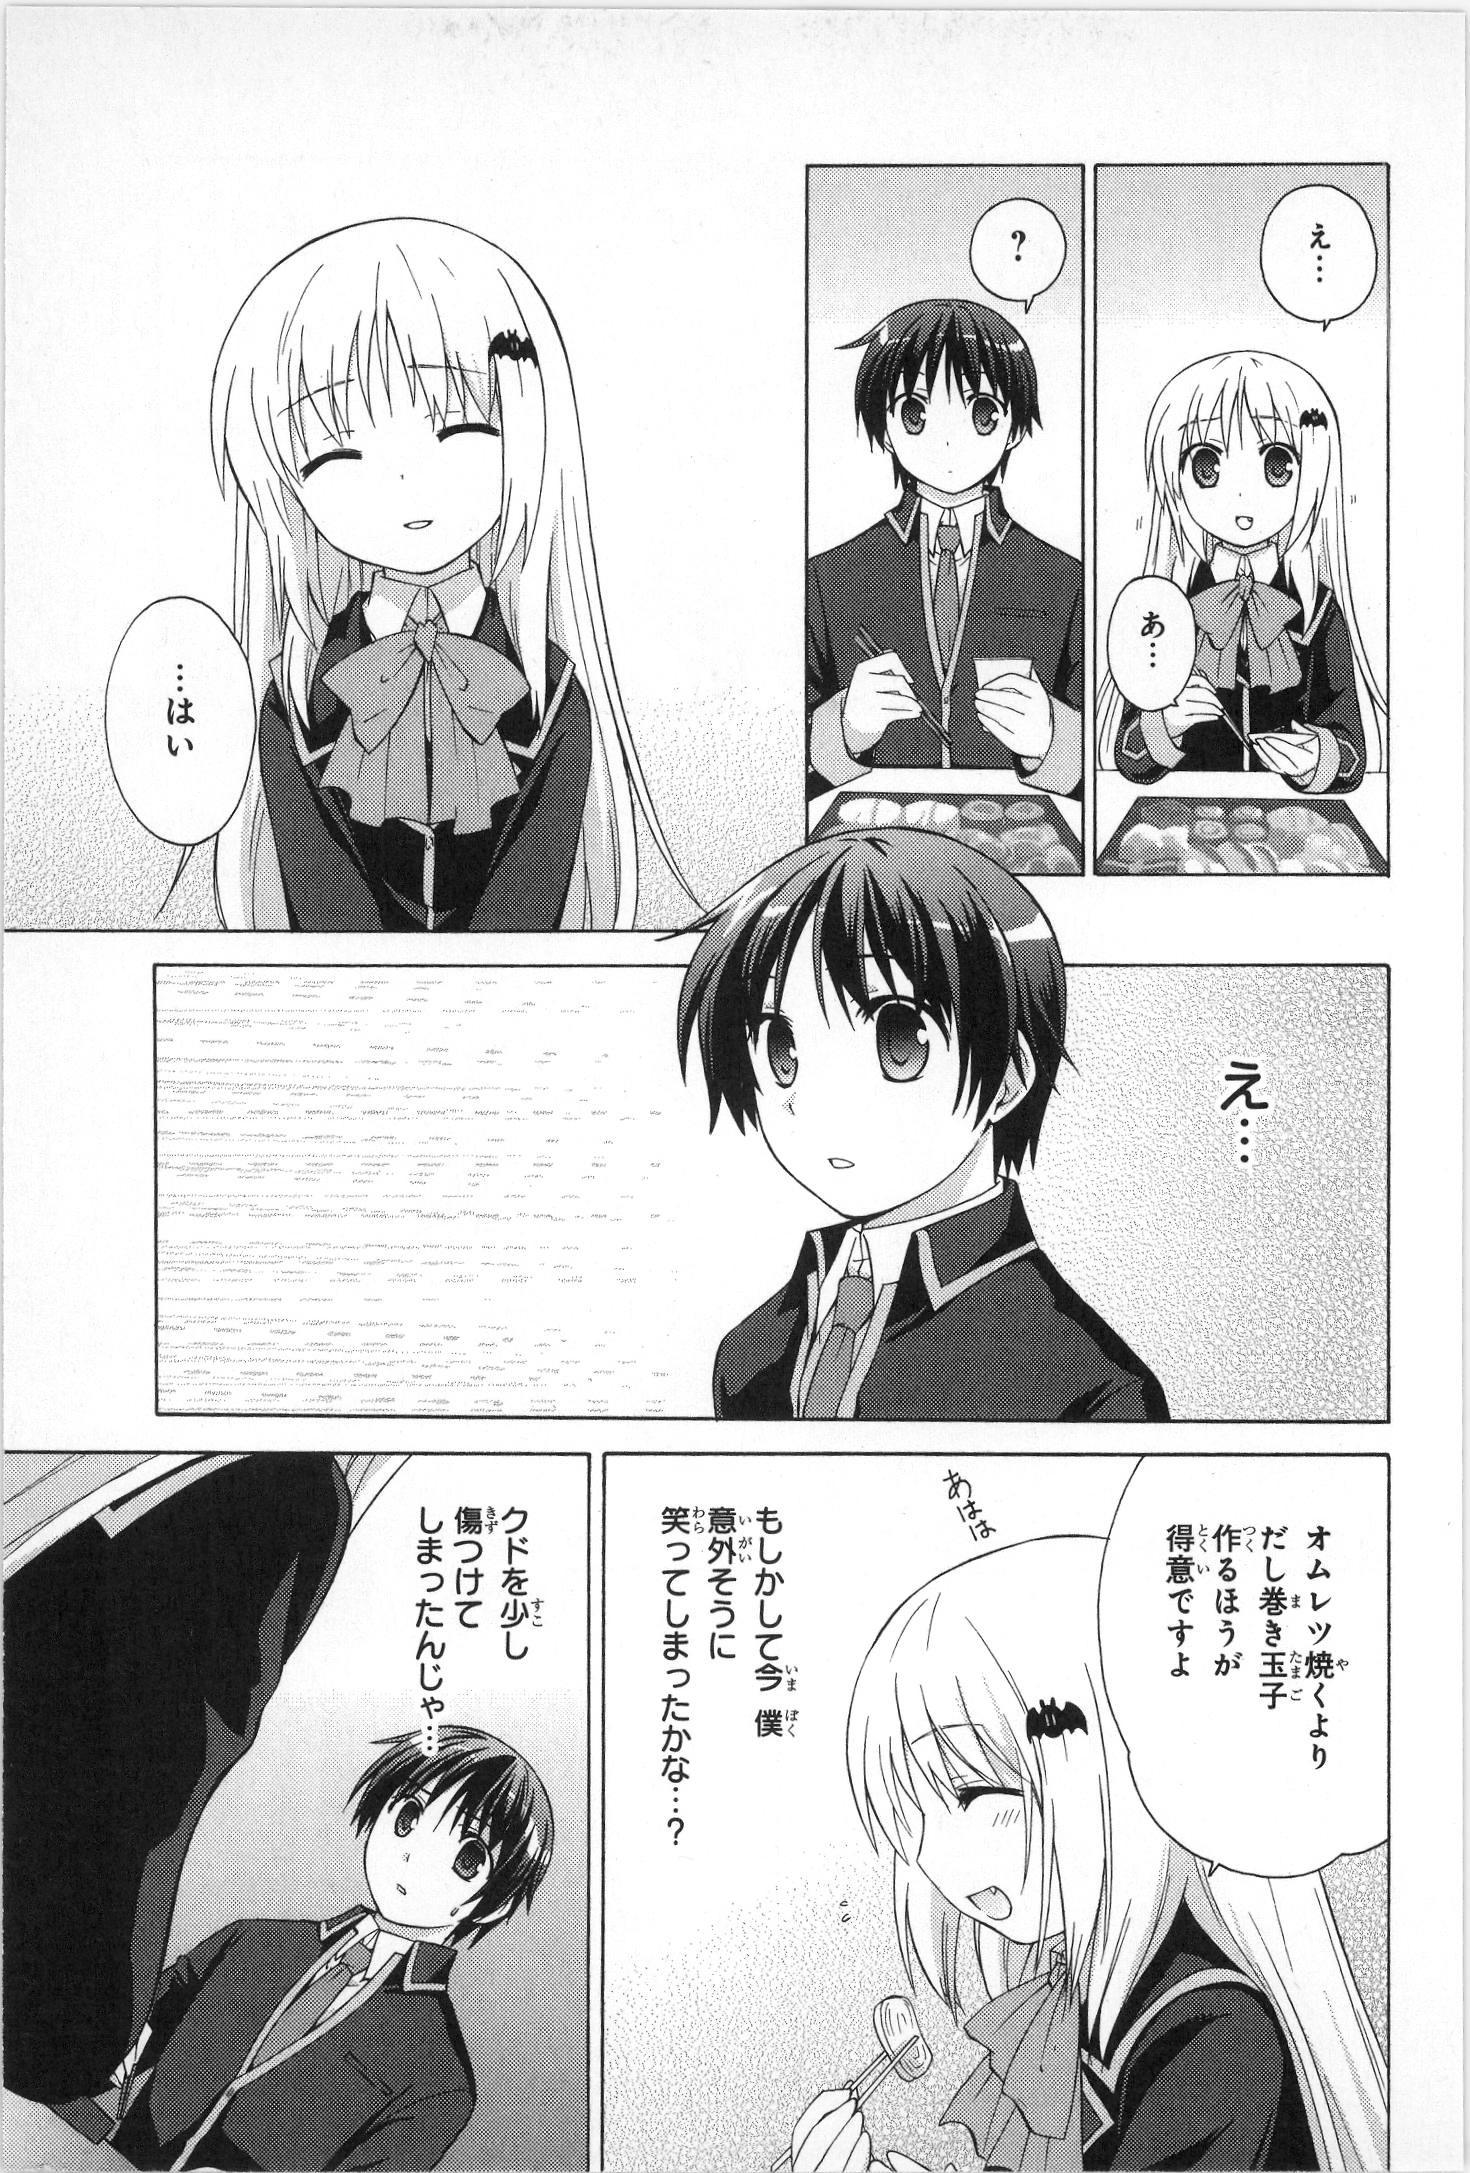 え…
あ…
？
…はい
え…
オムレツ焼くより
だし巻き玉子
作るほうが
得意ですよ
あはは
もしかして今 僕
意外そうに
笑ってしまったかな…？
クドを少し
傷つけて
しまったんじゃ…